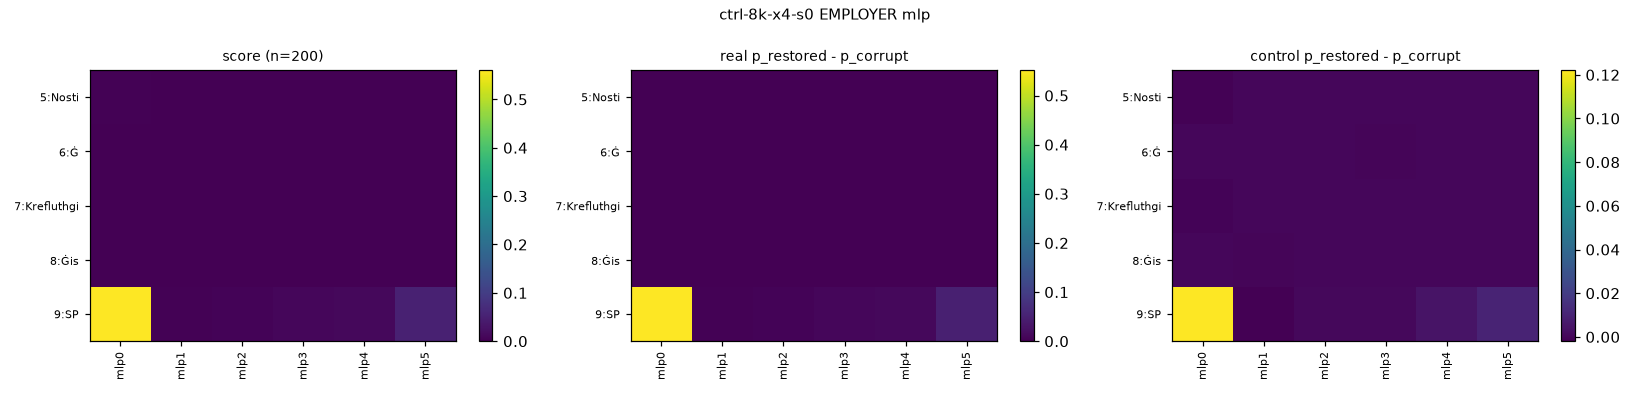 ctrl-8k-x4-s0 EMPLOYER mlp
score (n=200)
5:Nosti
6:Ġ
7:Krefluthgi
8:Ġis
9:SP
mlp0
mlp1
mlp2
mlp3
mlp4
mlp5
0.5
0.4
0.3
0.2
0.1
0.0
real p_restored - p_corrupt
5:Nosti
6:Ġ
7:Krefluthgi
8:Ġis
9:SP
mlp0
mlp1
mlp2
mlp3
mlp4
mlp5
0.5
0.4
0.3
0.2
0.1
0.0
control p_restored - p_corrupt
5:Nosti
6:Ġ
7:Krefluthgi
8:Ġis
9:SP
mlp0
mlp1
mlp2
mlp3
mlp4
mlp5
0.12
0.10
0.08
0.06
0.04
0.02
0.00